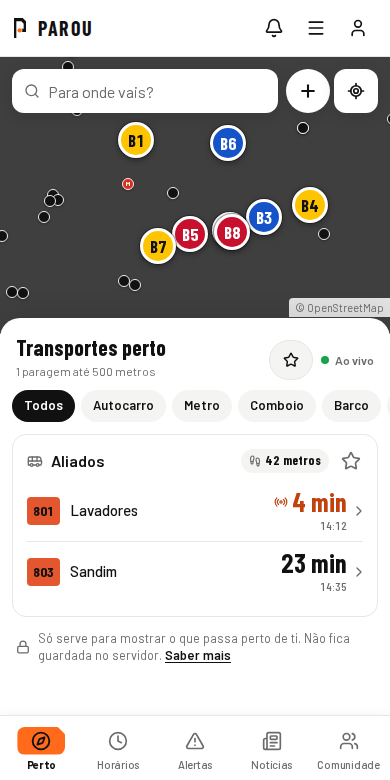 PAROU
Para onde vais?
B1
B6
B4
B3
B5
B8
B7
M
© OpenStreetMap
Transportes perto
1 paragem até 500 metros
Ao vivo
Todos
Autocarro
Metro
Comboio
Barco
Aliados
42 metros
801
Lavadores
4 min
14:12
803
Sandim
23 min
14:35
Só serve para mostrar o que passa perto de ti. Não fica
guardada no servidor. Saber mais
Perto
Horários
Alertas
Notícias
Comunidade